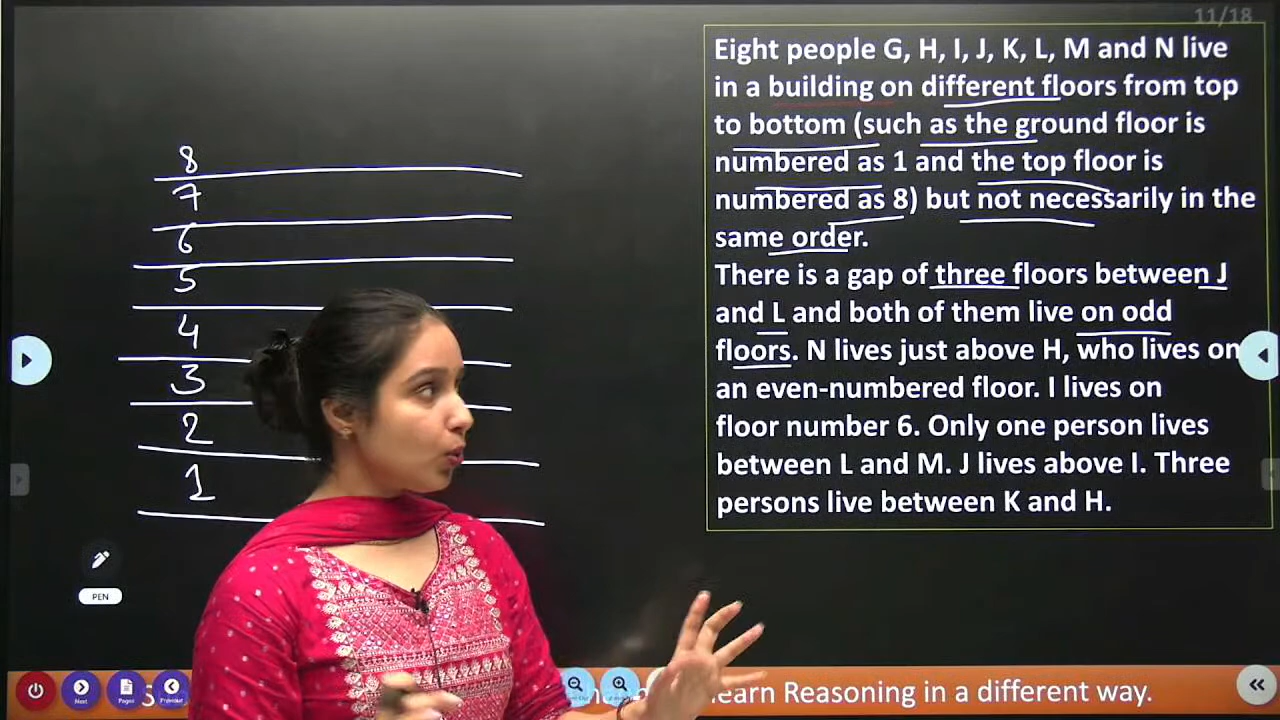 11/18
Eight people G, H, I, J, K, L, M and N live
in a building on different floors from top
to bottom (such as the ground floor is
numbered as 1 and the top floor is
numbered as 8) but not necessarily in the
same order.
There is a gap of three floors between J
and L and both of them live on odd
floors. N lives just above H, who lives on
an even-numbered floor. I lives on
floor number 6. Only one person lives
between L and M. J lives above I. Three
persons live between K and H.
8
7
6
5
4
3
2
1
PEN
Next
Pages
Previous
learn Reasoning in a different way.